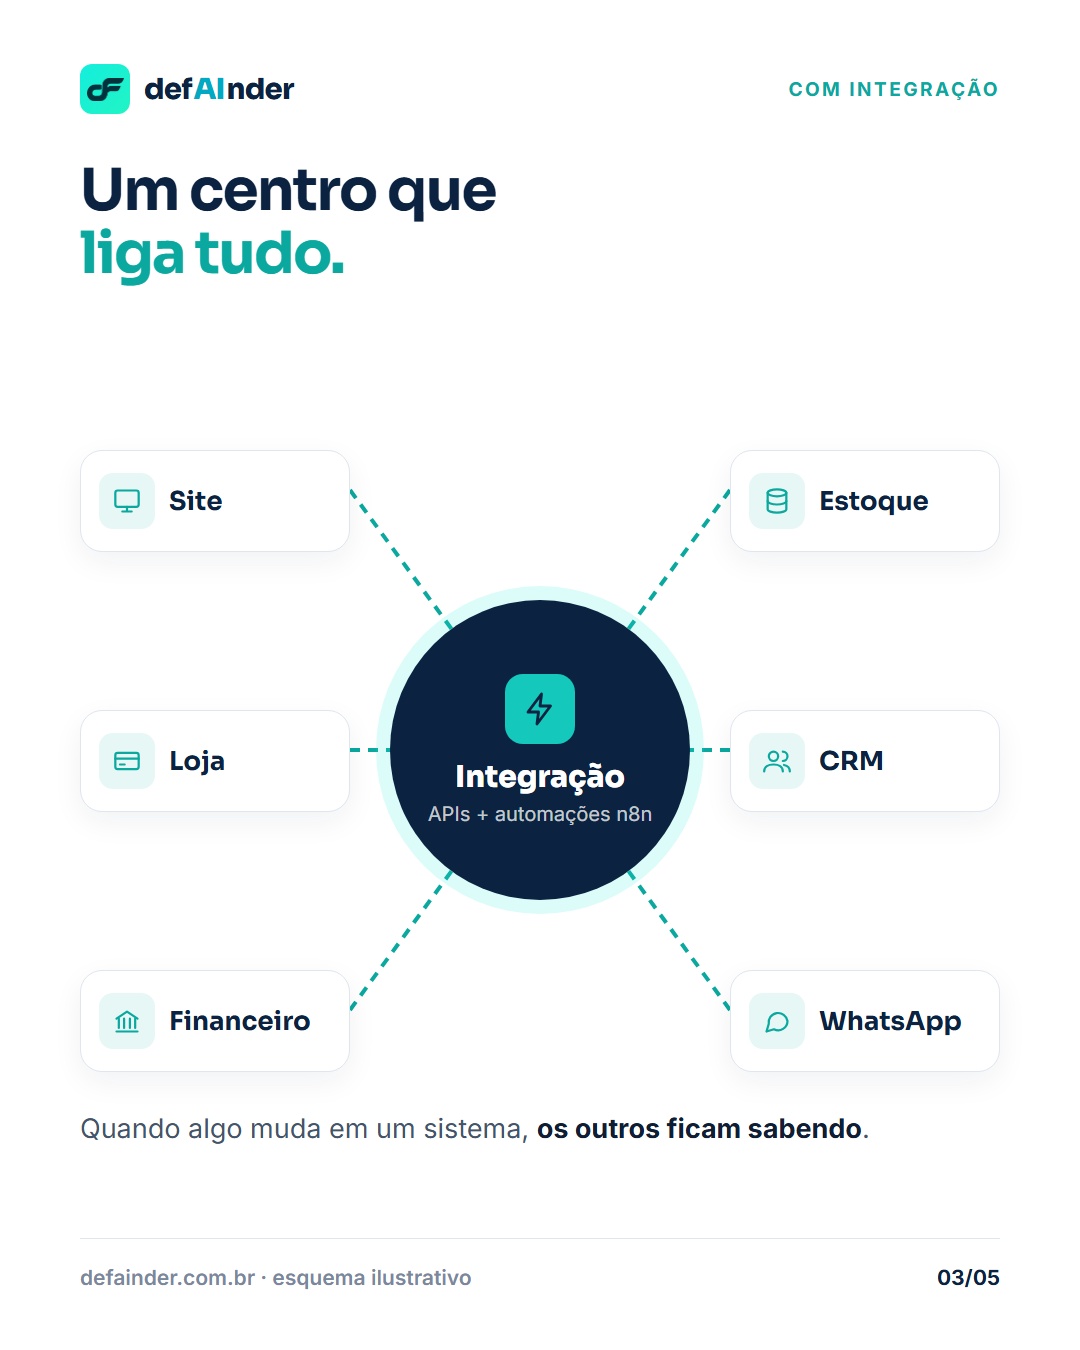 defAInder
COM INTEGRAÇÃO
Um centro que
liga tudo.
Site
Estoque
Loja
Integração
APIs + automações n8n
CRM
Financeiro
WhatsApp
Quando algo muda em um sistema, os outros ficam sabendo.
defainder.com.br · esquema ilustrativo
03/05